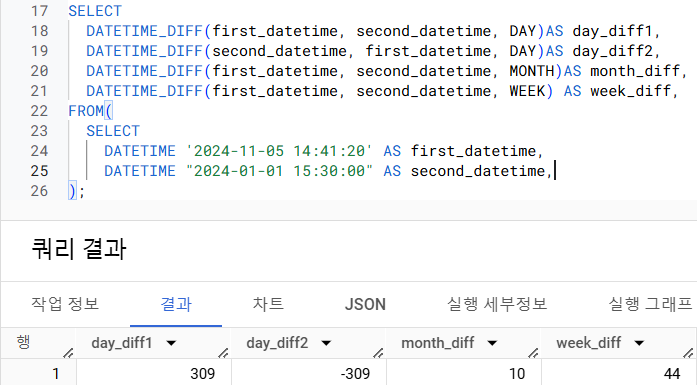 17 SELECT
18 DATETIME_DIFF(first_datetime, second_datetime, DAY)AS day_diff1,
19 DATETIME_DIFF(second_datetime, first_datetime, DAY)AS day_diff2,
20 DATETIME_DIFF(first_datetime, second_datetime, MONTH)AS month_diff,
21 DATETIME_DIFF(first_datetime, second_datetime, WEEK) AS week_diff,
22 FROM(
23 SELECT
24 DATETIME '2024-11-05 14:41:20' AS first_datetime,
25 DATETIME "2024-01-01 15:30:00" AS second_datetime,
26 );
쿼리 결과
작업 정보 결과 차트 JSON 실행 세부정보 실행 그래프
행 day_diff1 day_diff2 month_diff week_diff
1 309 -309 10 44